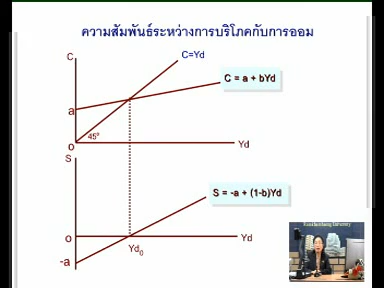 ความสัมพันธ์ระหว่างการบริโภคกับการออม
C
C=Yd
C = a + bYd
a
45º
o
Yd
S
S = -a + (1-b)Yd
o
Yd
Yd₀
-a